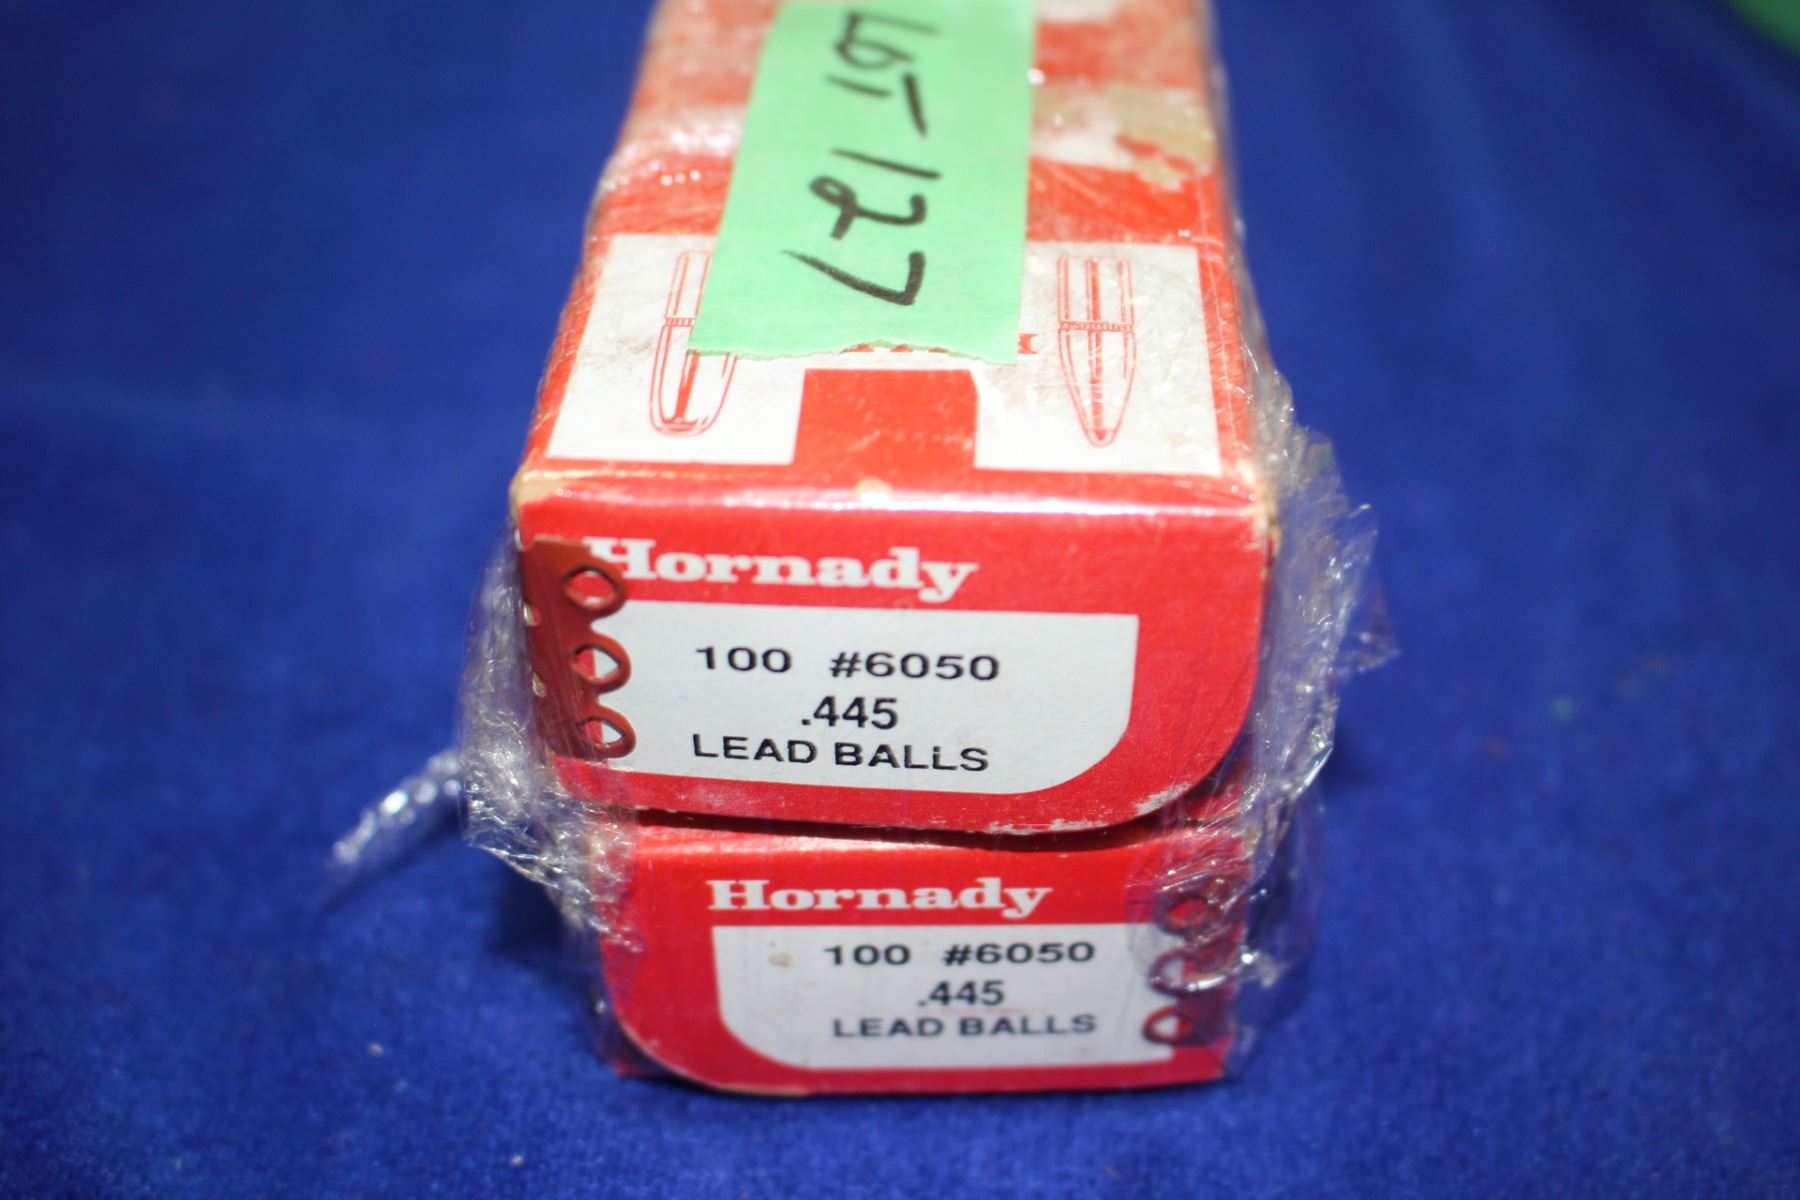 LOT-127
Hornady
100 #6050
.445
LEAD BALLS
Hornady
100 #6050
.445
LEAD BALLS